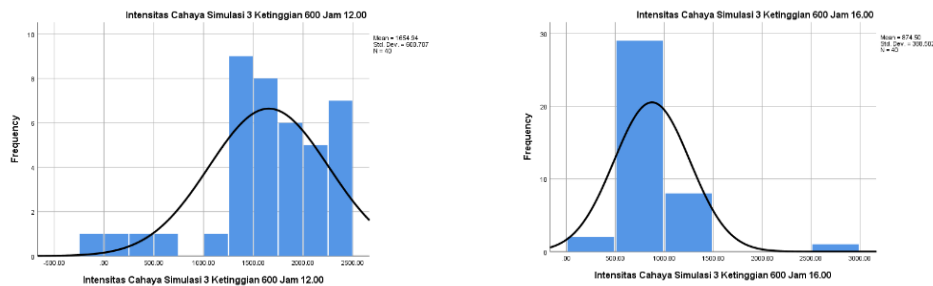 Intensitas Cahaya Simulasi 3 Ketinggian 600 Jam 12.00
Mean = 1654.94
Std. Dev. = 600.707
N = 40
10
8
6
4
2
0
Frequency
-500.00 .00 500.00 1000.00 1500.00 2000.00 2500.00
Intensitas Cahaya Simulasi 3 Ketinggian 600 Jam 12.00
Intensitas Cahaya Simulasi 3 Ketinggian 600 Jam 16.00
Mean = 874.50
Std. Dev. =
N = 40
30
20
10
0
Frequency
.00 500.00 1000.00 1500.00 2000.00 2500.00 3000.00
Intensitas Cahaya Simulasi 3 Ketinggian 600 Jam 16.00